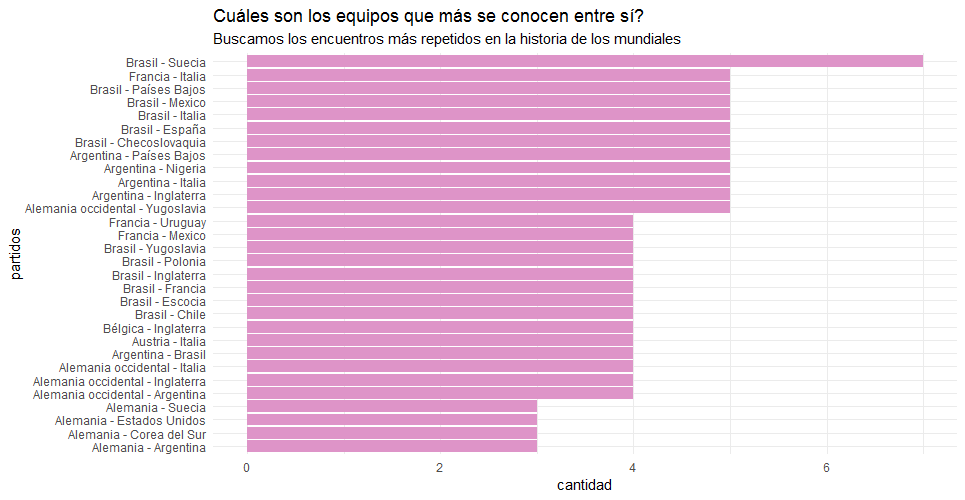 Cuáles son los equipos que más se conocen entre sí?
Buscamos los encuentros más repetidos en la historia de los mundiales
Brasil - Suecia
Francia - Italia
Brasil - Países Bajos
Brasil - Mexico
Brasil - Italia
Brasil - España
Brasil - Checoslovaquia
Argentina - Países Bajos
Argentina - Nigeria
Argentina - Italia
Argentina - Inglaterra
Alemania occidental - Yugoslavia
Francia - Uruguay
Francia - Mexico
Brasil - Yugoslavia
Brasil - Polonia
Brasil - Inglaterra
Brasil - Francia
Brasil - Escocia
Brasil - Chile
Bélgica - Inglaterra
Austria - Italia
Argentina - Brasil
Alemania occidental - Italia
Alemania occidental - Inglaterra
Alemania occidental - Argentina
Alemania - Suecia
Alemania - Estados Unidos
Alemania - Corea del Sur
Alemania - Argentina
partidos
0 2 4 6
cantidad